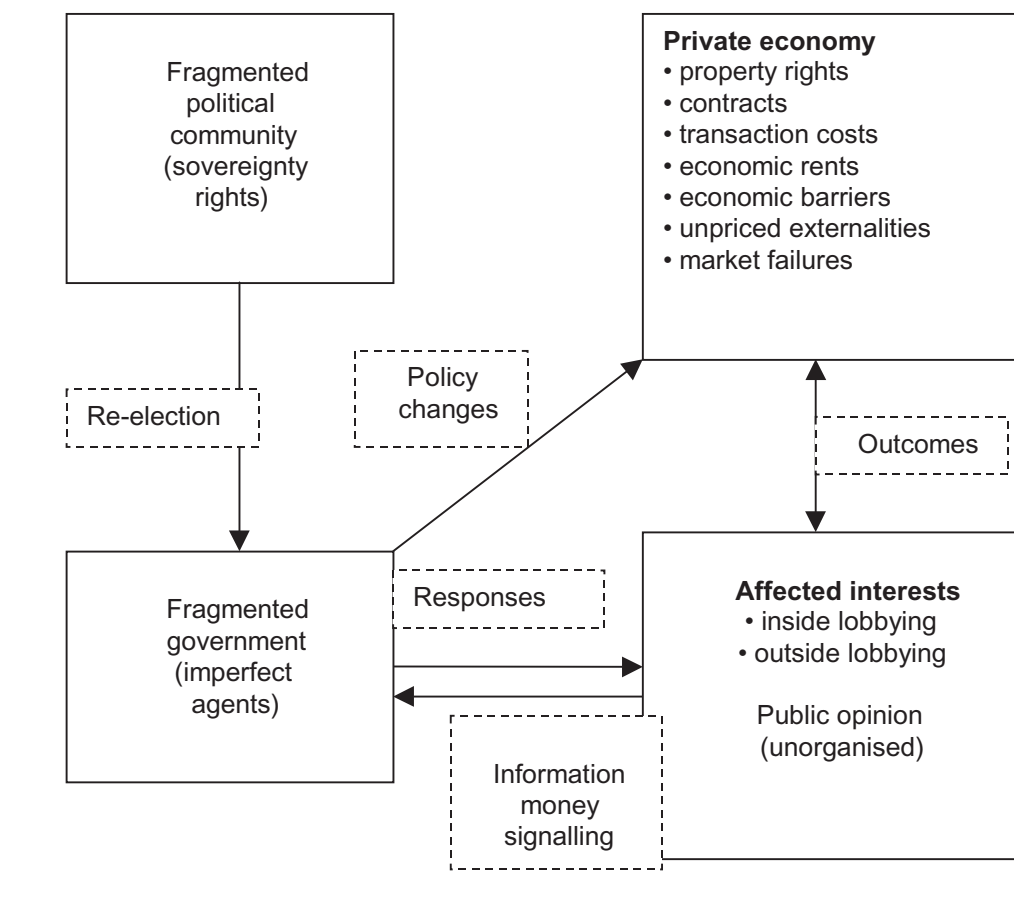 Fragmented
political
community
(sovereignty
rights)
Private economy
• property rights
• contracts
• transaction costs
• economic rents
• economic barriers
• unpriced externalities
• market failures
Re-election
Policy
changes
Outcomes
Fragmented
government
(imperfect
agents)
Responses
Affected interests
• inside lobbying
• outside lobbying
Public opinion
(unorganised)
Information
money
signalling